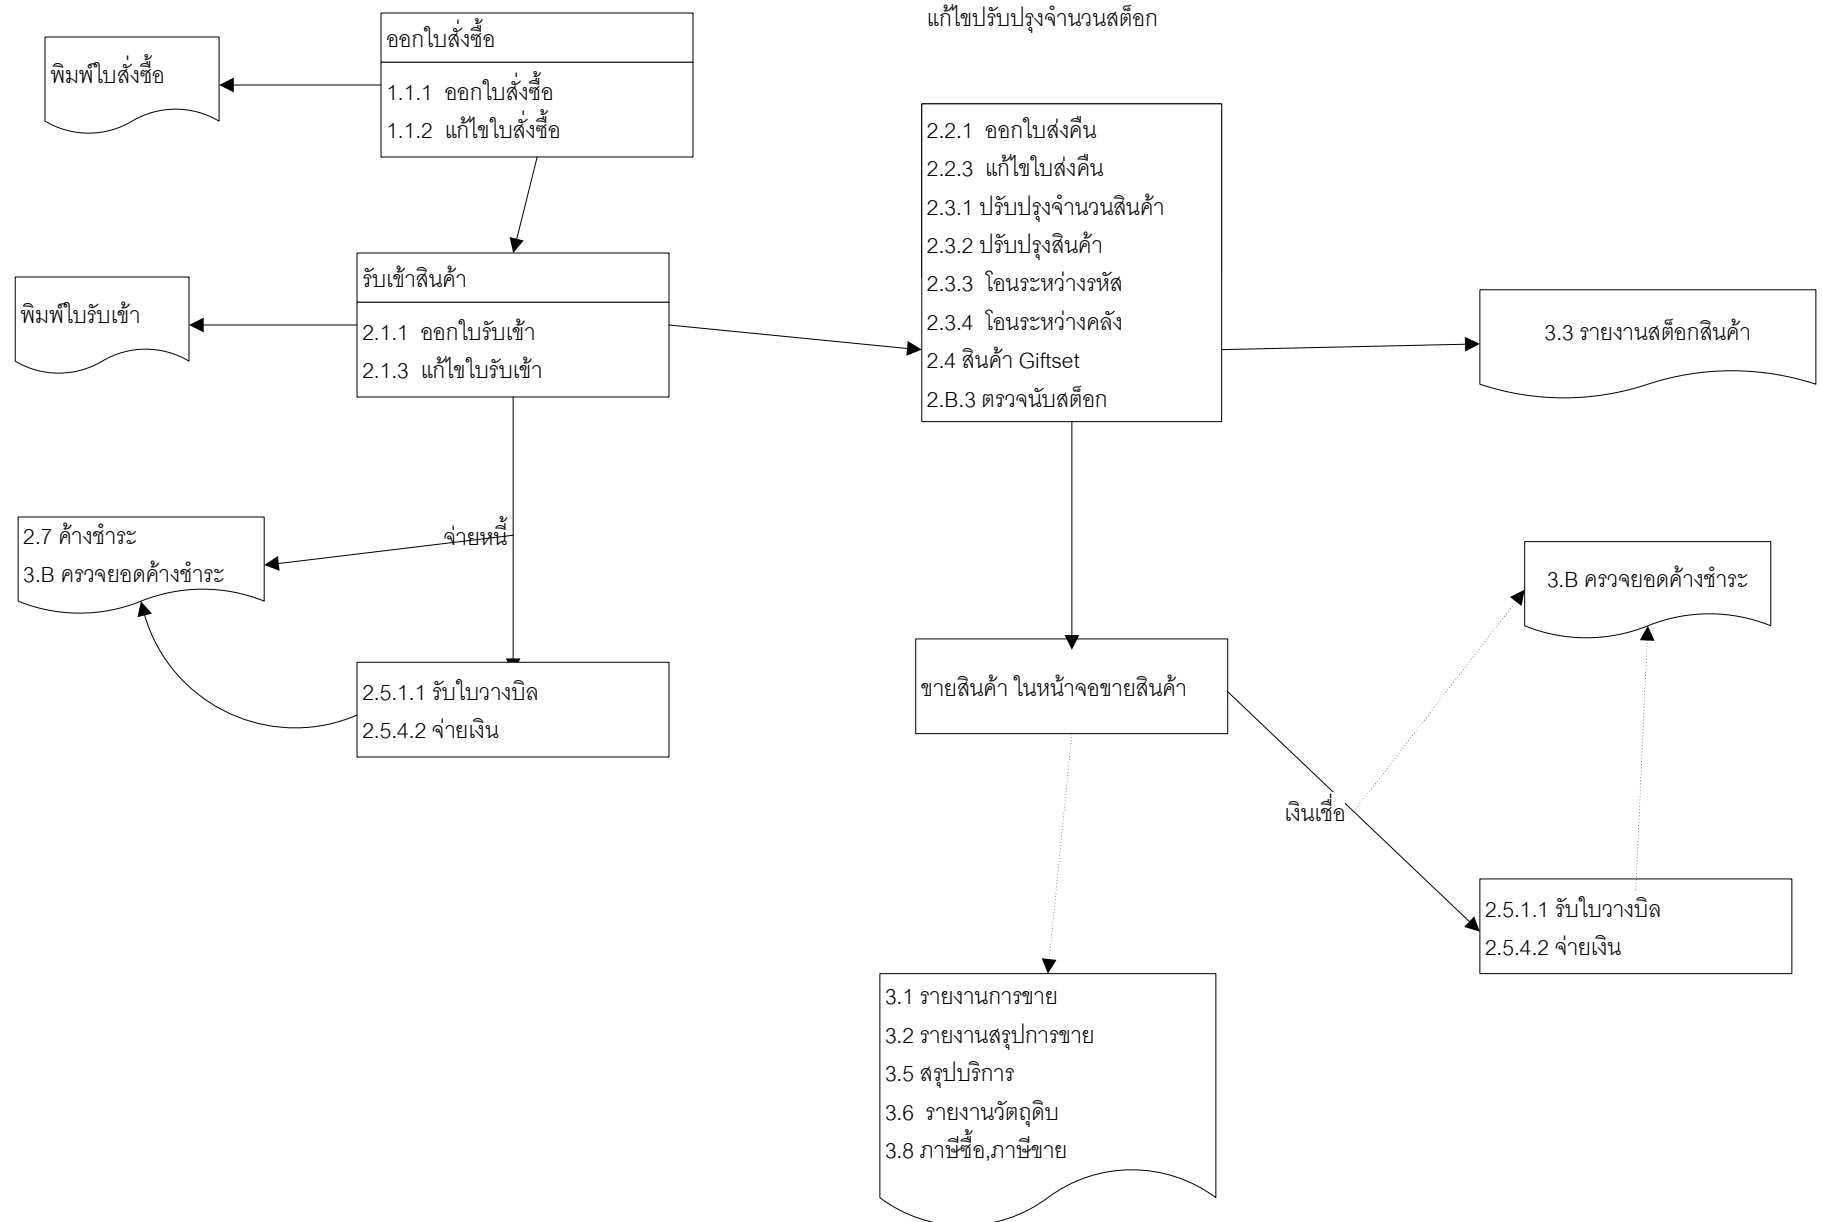 แก้ไขปรับปรุงจำนวนสต็อก
ออกใบสั่งซื้อ
1.1.1 ออกใบสั่งซื้อ
1.1.2 แก้ไขใบสั่งซื้อ
พิมพ์ใบสั่งซื้อ
2.2.1 ออกใบส่งคืน
2.2.3 แก้ไขใบส่งคืน
2.3.1 ปรับปรุงจำนวนสินค้า
2.3.2 ปรับปรุงสินค้า
2.3.3 โอนระหว่างรหัส
2.3.4 โอนระหว่างคลัง
2.4 สินค้า Giftset
2.B.3 ตรวจนับสต็อก
รับเข้าสินค้า
2.1.1 ออกใบรับเข้า
2.1.3 แก้ไขใบรับเข้า
พิมพ์ใบรับเข้า
3.3 รายงานสต็อกสินค้า
จ่ายหนี้
2.7 ค้างชำระ
3.B ครวจยอดค้างชำระ
3.B ครวจยอดค้างชำระ
2.5.1.1 รับใบวางบิล
2.5.4.2 จ่ายเงิน
ขายสินค้า ในหน้าจอขายสินค้า
เงินเชื่อ
2.5.1.1 รับใบวางบิล
2.5.4.2 จ่ายเงิน
3.1 รายงานการขาย
3.2 รายงานสรุปการขาย
3.5 สรุปบริการ
3.6 รายงานวัตถุดิบ
3.8 ภาษีซื้อ,ภาษีขาย